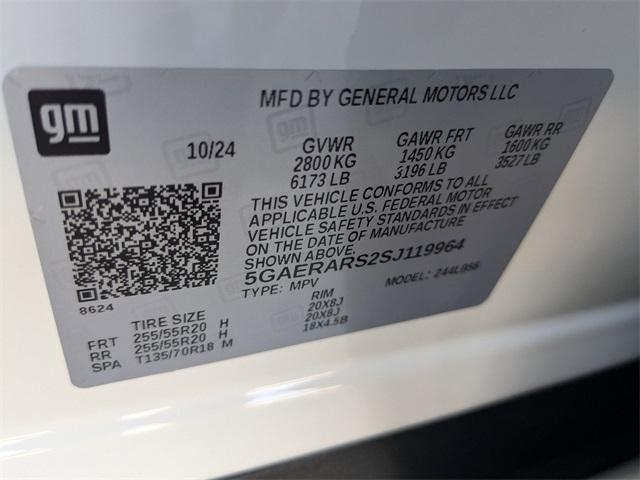 gm
MFD BY GENERAL MOTORS LLC
10/24 GVWR GAWR FRT GAWR RR
2800 KG 1450 KG 1600 KG
6173 LB 3196 LB 3527 LB
THIS VEHICLE CONFORMS TO ALL
APPLICABLE U.S. FEDERAL MOTOR
VEHICLE SAFETY STANDARDS IN EFFECT
ON THE DATE OF MANUFACTURE
SHOWN ABOVE.
5GAERARS2SJ119964
TYPE: MPV MODEL:
8624
TIRE SIZE RIM
FRT 255/55R20 H 20X8J
RR 255/55R20 H 20X8J
SPA T135/70R18 M 18X4.5B